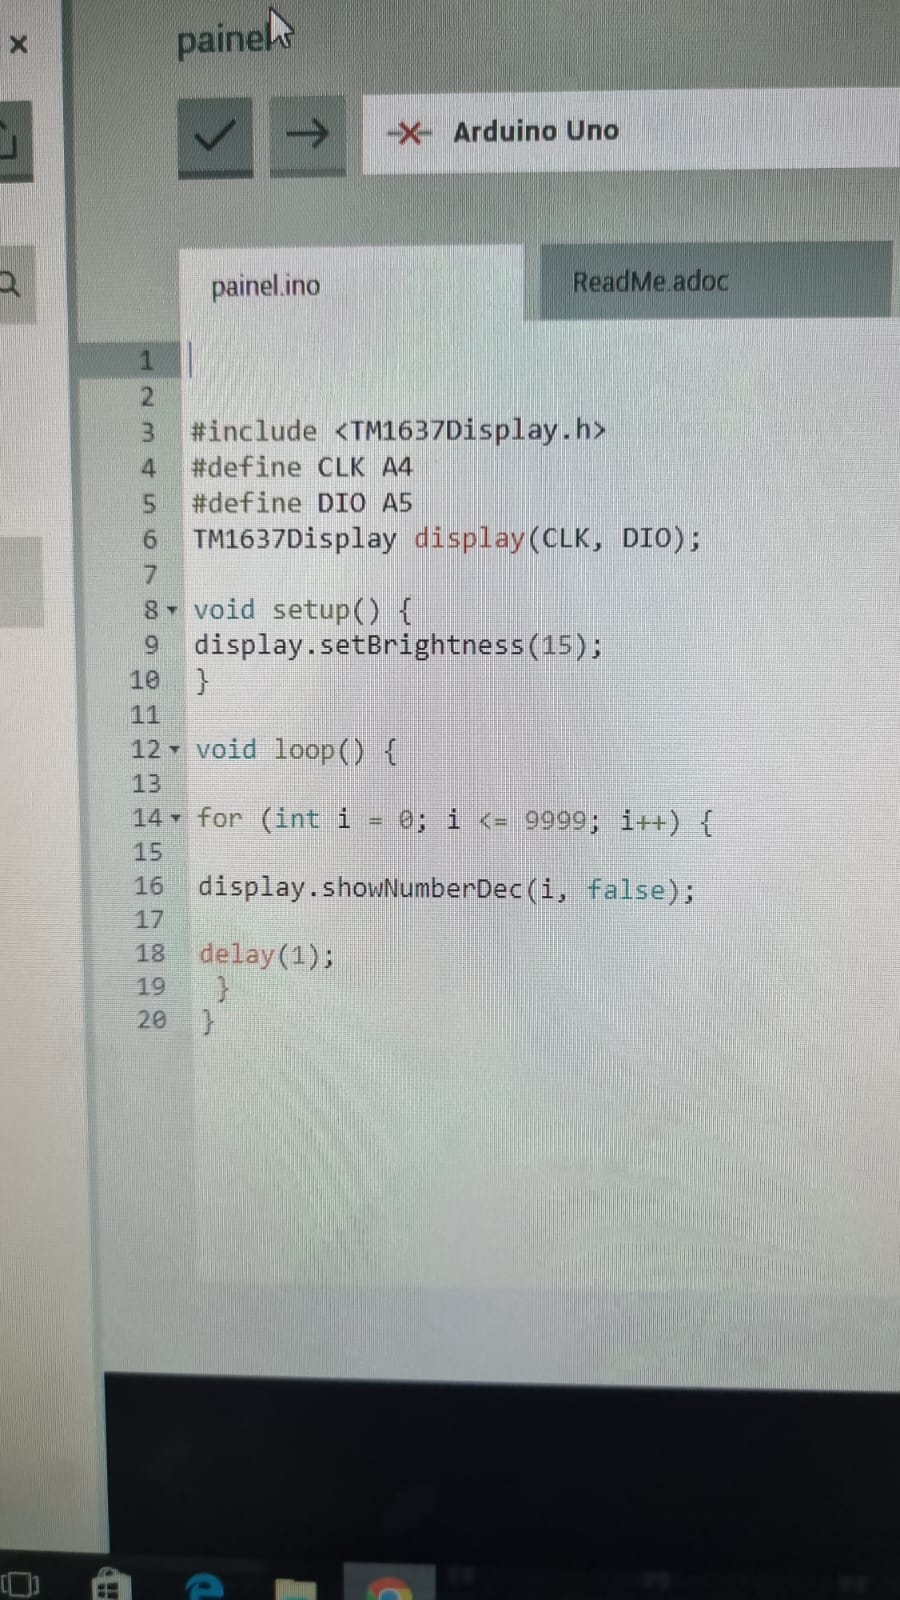 painel
Arduino Uno
painel.ino
ReadMe.adoc
1
2
3 #include <TM1637Display.h>
4 #define CLK A4
5 #define DIO A5
6 TM1637Display display(CLK, DIO);
7
8 void setup() {
9 display.setBrightness(15);
10 }
11
12 void loop() {
13
14 for (int i = 0; i <= 9999; i++) {
15
16 display.showNumberDec(i, false);
17
18 delay(1);
19 }
20 }